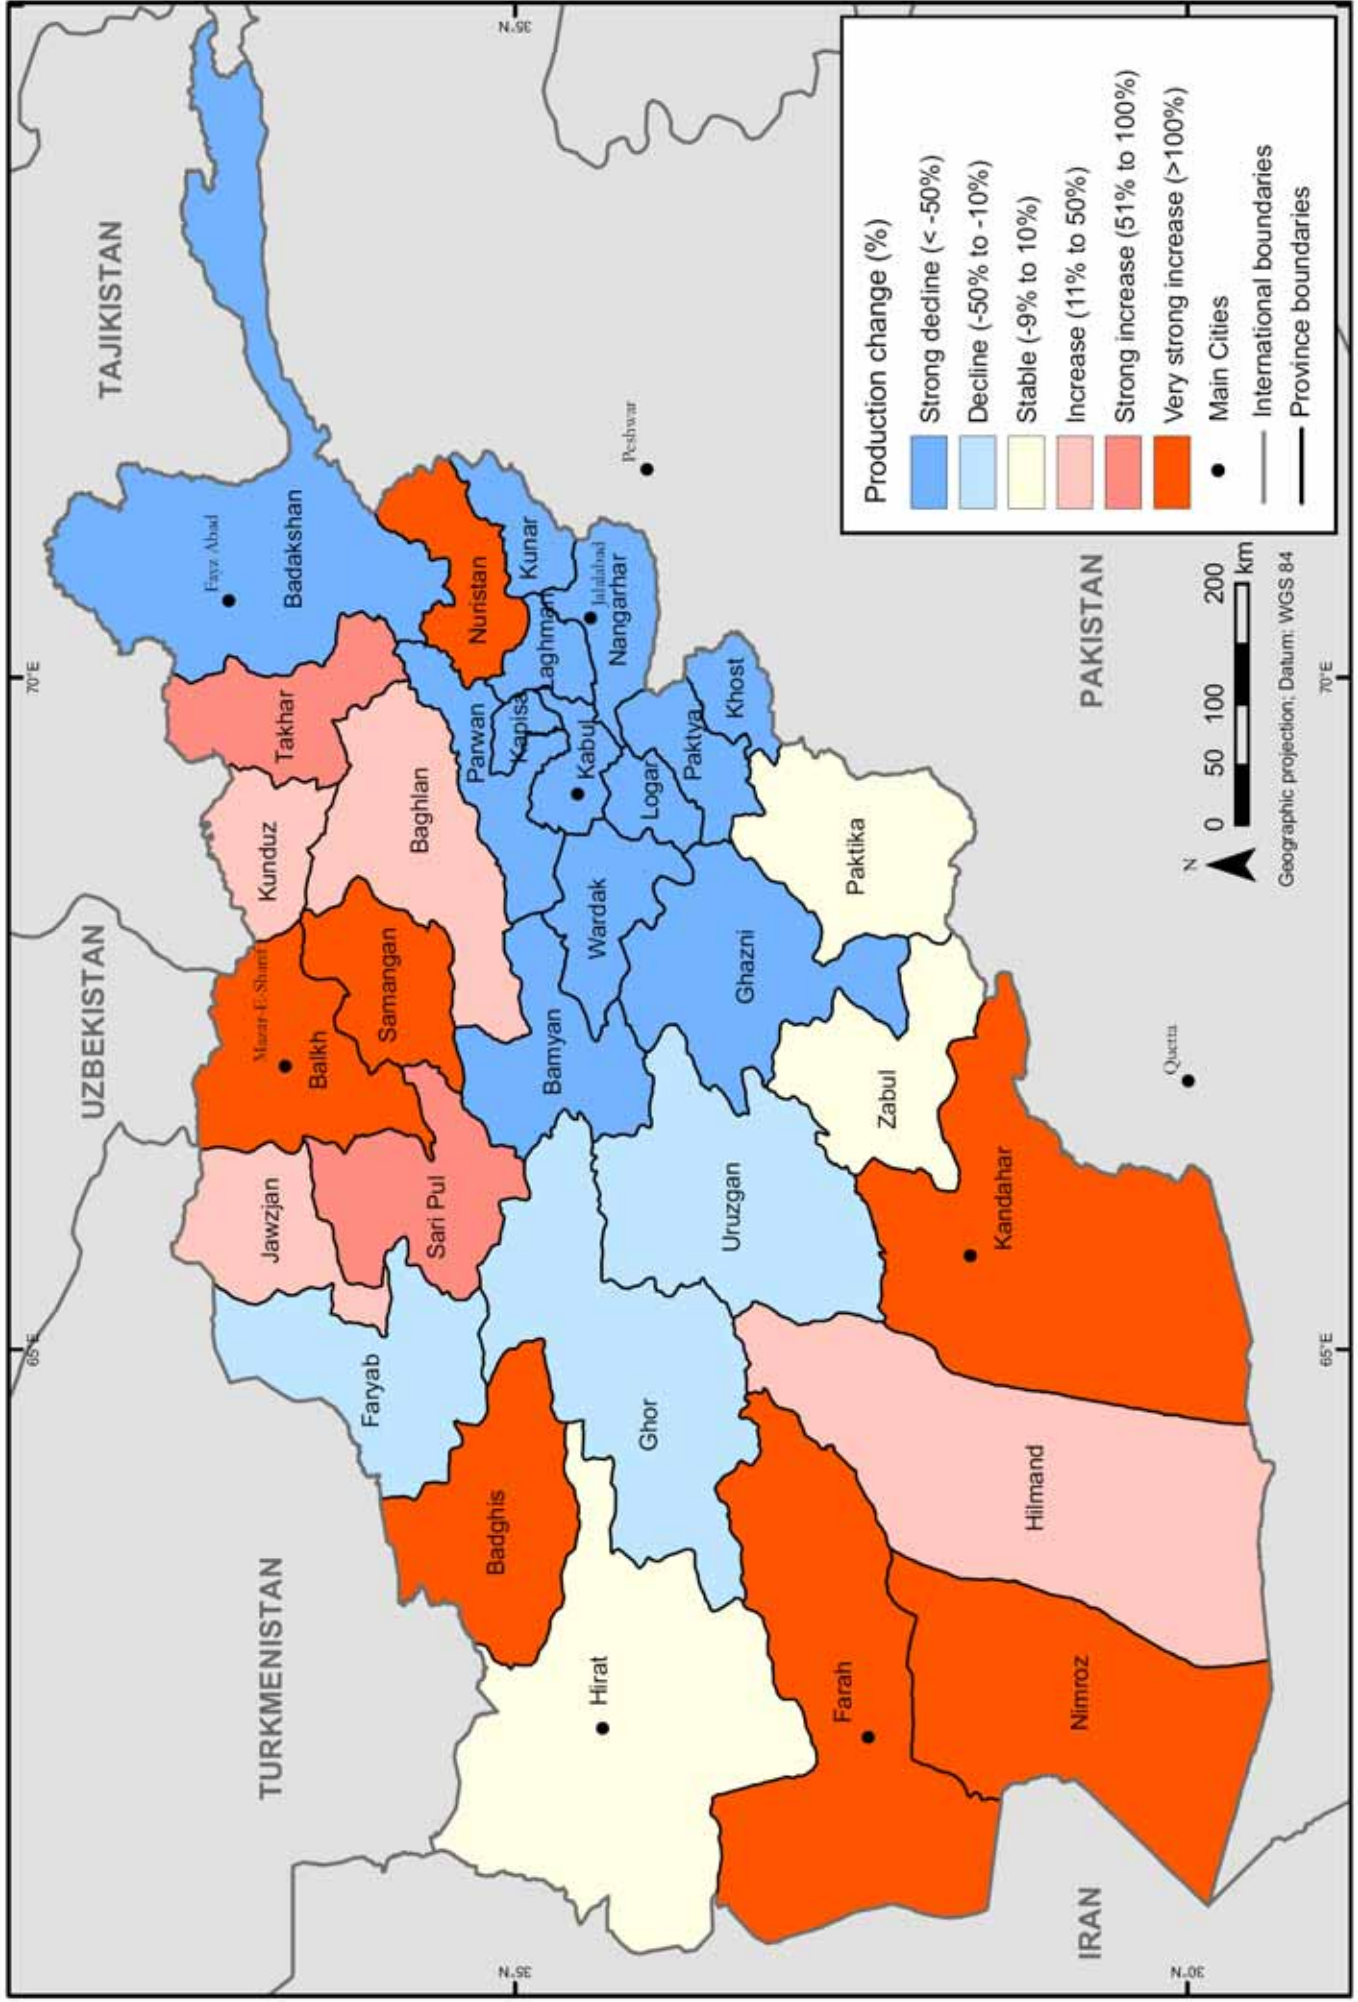 TAJIKISTAN
UZBEKISTAN
TURKMENISTAN
IRAN
PAKISTAN
70°E
65°E
35°N
30°N
35°N
70°E
65°E
Fayz Abad
Badakshan
Takhar
Kunduz
Baghlan
Mazar-E-Sharif
Balkh
Samangan
Jawzjan
Sari Pul
Faryab
Badghis
Hirat
Ghor
Bamyan
Parwan
Kapisa
Kabul
Laghman
Nuristan
Kunar
Jalalabad
Nangarhar
Peshwar
Wardak
Logar
Paktya
Khost
Ghazni
Paktika
Uruzgan
Zabul
Kandahar
Quetta
Hilmand
Farah
Nimroz
Production change (%)
Strong decline (< -50%)
Decline (-50% to -10%)
Stable (-9% to 10%)
Increase (11% to 50%)
Strong increase (51% to 100%)
Very strong increase (>100%)
Main Cities
International boundaries
Province boundaries
N
0 50 100 200
km
Geographic projection; Datum: WGS 84